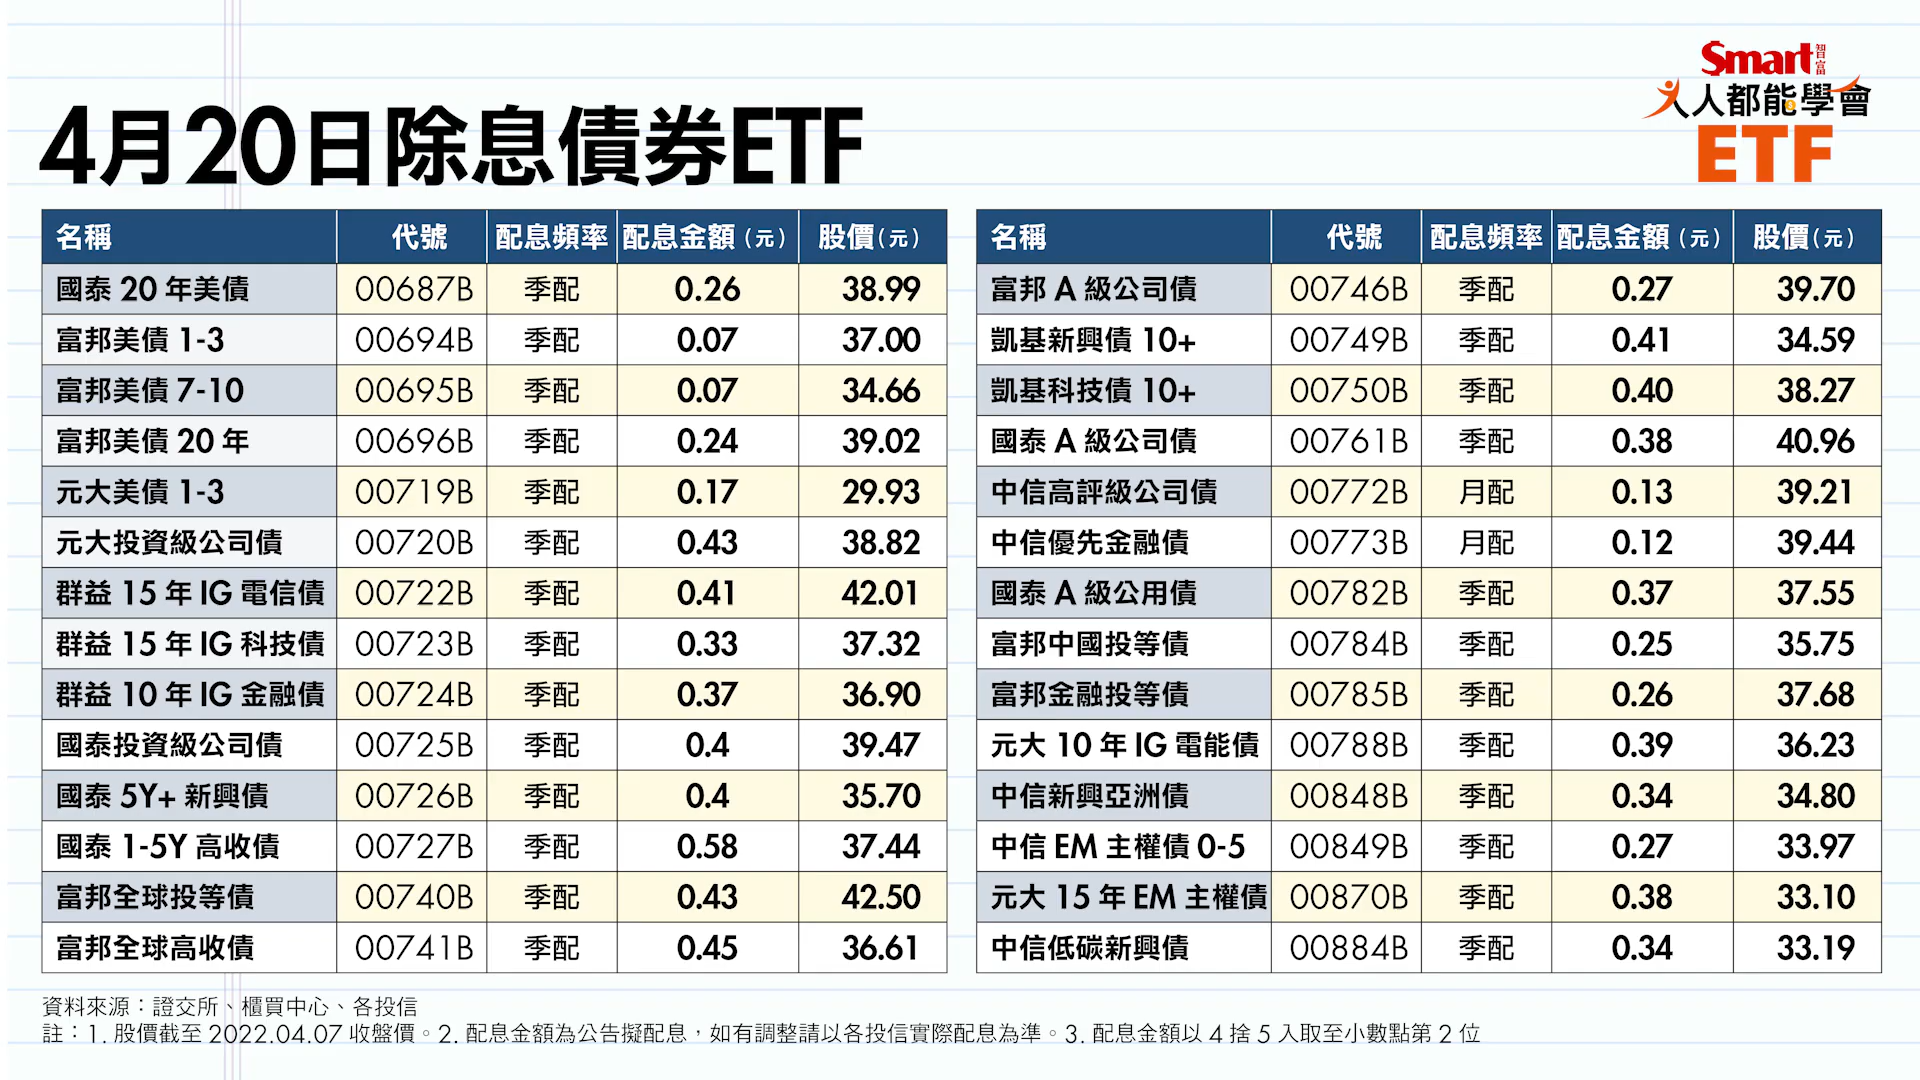 Smart智富
人人都能學會
ETF
4月20日除息債券ETF
名稱 代號 配息頻率 配息金額（元） 股價（元）
國泰 20 年美債 00687B 季配 0.26 38.99
富邦美債 1-3 00694B 季配 0.07 37.00
富邦美債 7-10 00695B 季配 0.07 34.66
富邦美債 20 年 00696B 季配 0.24 39.02
元大美債 1-3 00719B 季配 0.17 29.93
元大投資級公司債 00720B 季配 0.43 38.82
群益 15 年 IG 電信債 00722B 季配 0.41 42.01
群益 15 年 IG 科技債 00723B 季配 0.33 37.32
群益 10 年 IG 金融債 00724B 季配 0.37 36.90
國泰投資級公司債 00725B 季配 0.4 39.47
國泰 5Y+ 新興債 00726B 季配 0.4 35.70
國泰 1-5Y 高收債 00727B 季配 0.58 37.44
富邦全球投等債 00740B 季配 0.43 42.50
富邦全球高收債 00741B 季配 0.45 36.61
名稱 代號 配息頻率 配息金額（元） 股價（元）
富邦 A 級公司債 00746B 季配 0.27 39.70
凱基新興債 10+ 00749B 季配 0.41 34.59
凱基科技債 10+ 00750B 季配 0.40 38.27
國泰 A 級公司債 00761B 季配 0.38 40.96
中信高評級公司債 00772B 月配 0.13 39.21
中信優先金融債 00773B 月配 0.12 39.44
國泰 A 級公用債 00782B 季配 0.37 37.55
富邦中國投等債 00784B 季配 0.25 35.75
富邦金融投等債 00785B 季配 0.26 37.68
元大 10 年 IG 電能債 00788B 季配 0.39 36.23
中信新興亞洲債 00848B 季配 0.34 34.80
中信 EM 主權債 0-5 00849B 季配 0.27 33.97
元大 15 年 EM 主權債 00870B 季配 0.38 33.10
中信低碳新興債 00884B 季配 0.34 33.19
資料來源：證交所、櫃買中心、各投信
註：1. 股價截至 2022.04.07 收盤價。2. 配息金額為公告擬配息，如有調整請以各投信實際配息為準。3. 配息金額以 4 捨 5 入取至小數點第 2 位